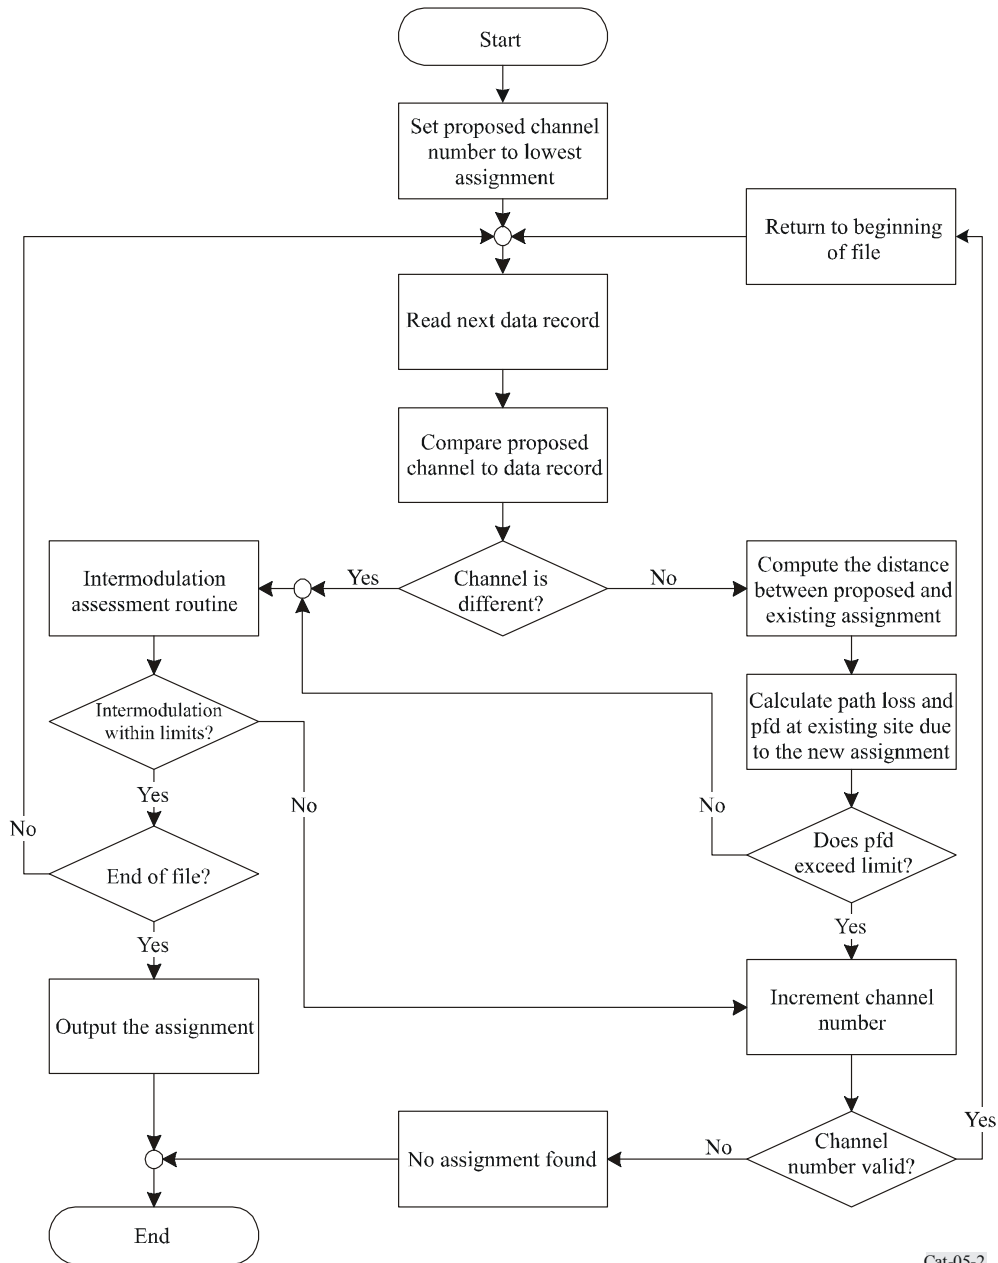 Start
Set proposed channel
number to lowest
assignment
Return to beginning
of file
Read next data record
Compare proposed
channel to data record
Intermodulation
assessment routine
Yes
Channel is
different?
No
Compute the distance
between proposed and
existing assignment
Intermodulation
within limits?
Calculate path loss and
pfd at existing site due
to the new assignment
Yes
No
No
No
Does pfd
exceed limit?
End of file?
Yes
Yes
Output the assignment
Increment channel
number
Yes
No assignment found
No
Channel
number valid?
End
Cat-05-2